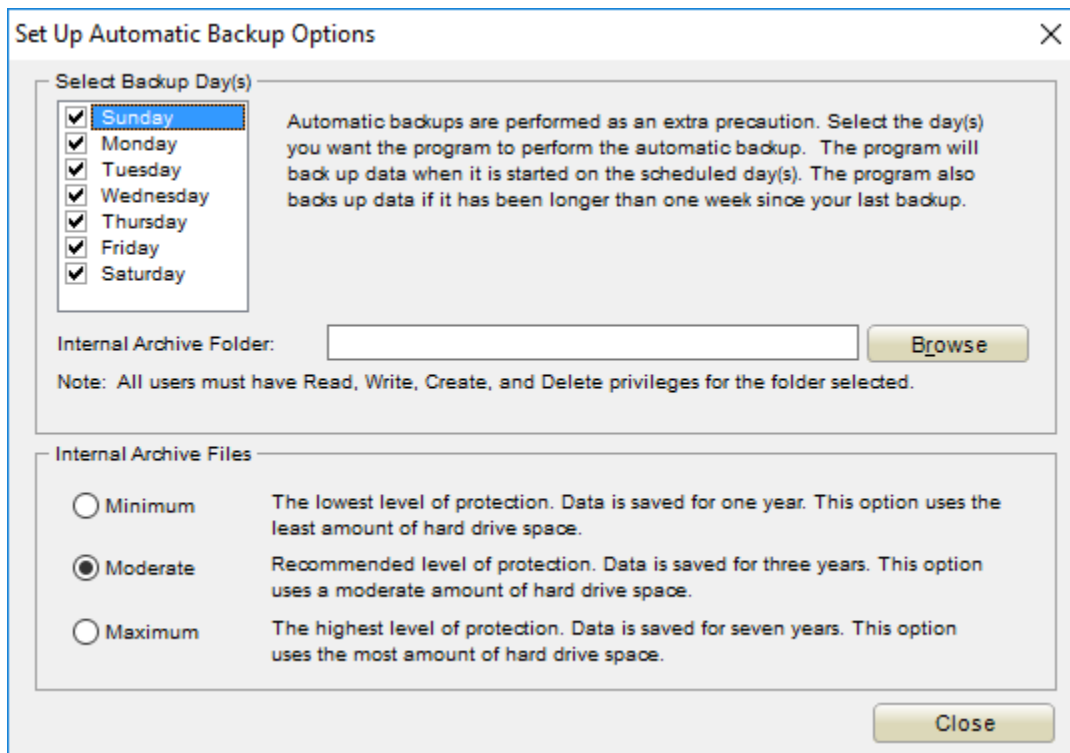 Set Up Automatic Backup Options
Select Backup Day(s)
Sunday
Monday
Tuesday
Wednesday
Thursday
Friday
Saturday
Automatic backups are performed as an extra precaution. Select the day(s)
you want the program to perform the automatic backup. The program will
back up data when it is started on the scheduled day(s). The program also
backs up data if it has been longer than one week since your last backup.
Internal Archive Folder:
Browse
Note: All users must have Read, Write, Create, and Delete privileges for the folder selected.
Internal Archive Files
Minimum
The lowest level of protection. Data is saved for one year. This option uses the
least amount of hard drive space.
Moderate
Recommended level of protection. Data is saved for three years. This option
uses a moderate amount of hard drive space.
Maximum
The highest level of protection. Data is saved for seven years. This option
uses the most amount of hard drive space.
Close